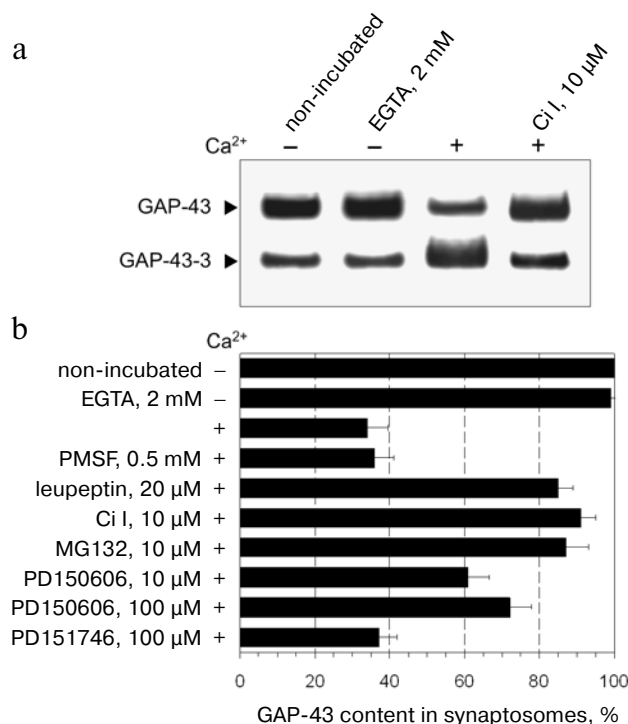 a
non-incubated
EGTA, 2 mM
Ci I, 10 µM
Ca2+ – – + +
GAP-43 ►
GAP-43-3 ►
b
Ca2+
non-incubated –
EGTA, 2 mM –
+
PMSF, 0.5 mM +
leupeptin, 20 µM +
Ci I, 10 µM +
MG132, 10 µM +
PD150606, 10 µM +
PD150606, 100 µM +
PD151746, 100 µM +
0 20 40 60 80 100
GAP-43 content in synaptosomes, %